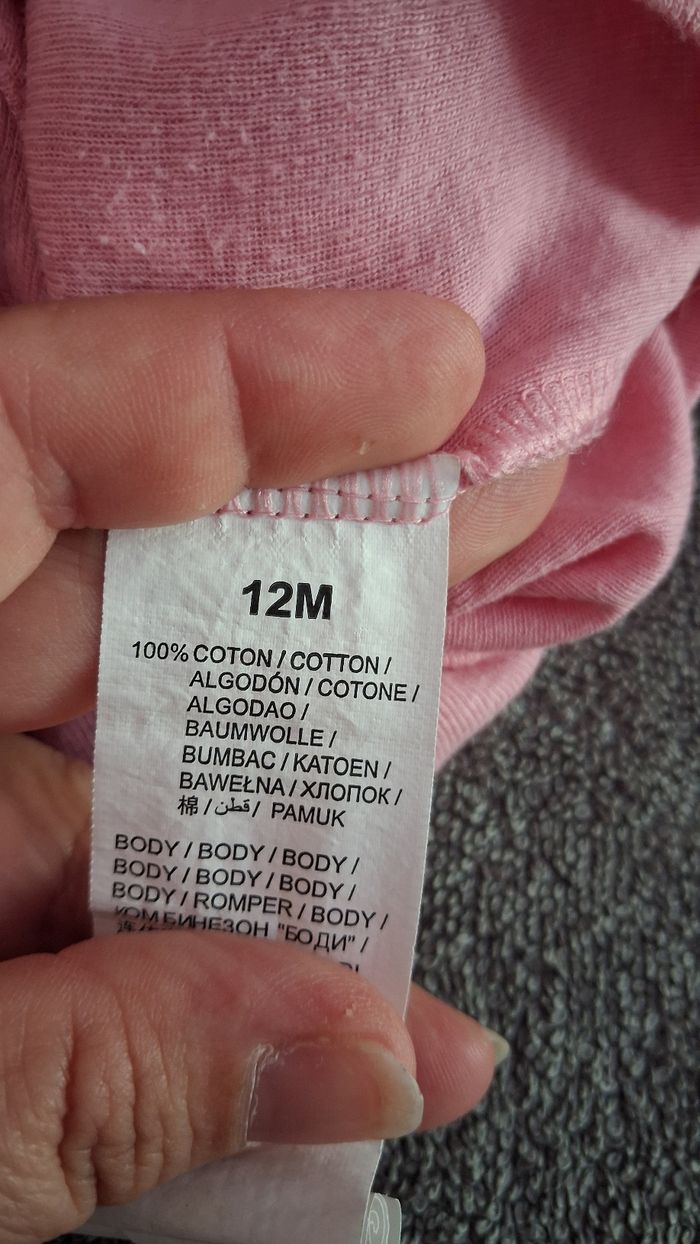 12M
100% COTON / COTTON /
ALGODÓN / COTONE /
ALGODAO /
BAUMWOLLE /
BUMBAC / KATOEN /
BAWEŁNA / ХЛОПОК /
棉 / قطن / PAMUK
BODY / BODY / BODY /
BODY / BODY / BODY /
BODY / ROMPER / BODY /
КОМБИНЕЗОН "БОДИ" /